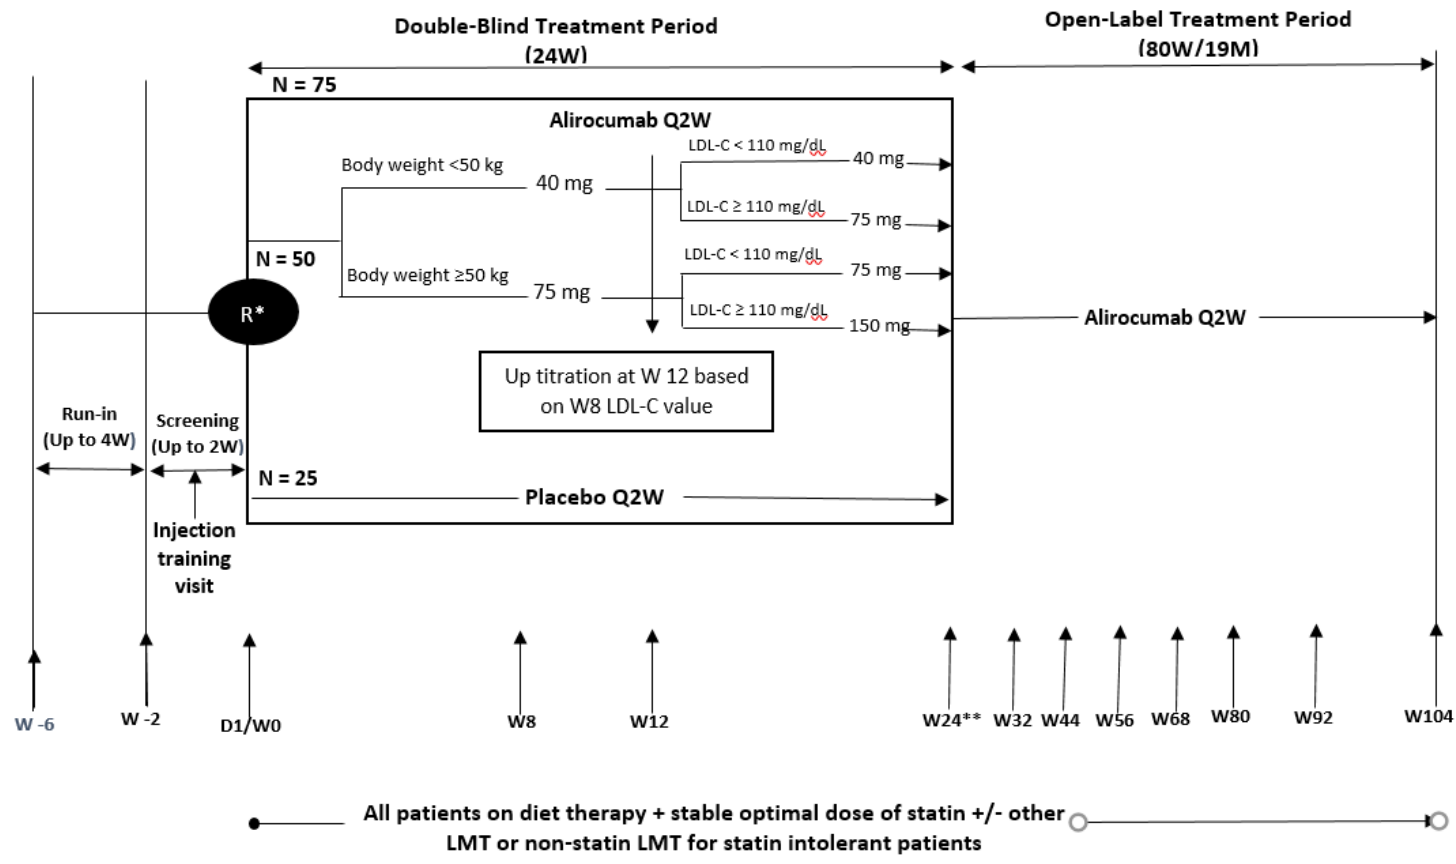 Double-Blind Treatment Period
(24W)
Open-Label Treatment Period
(80W/19M)
N = 75
Alirocumab Q2W
LDL-C < 110 mg/dL
40 mg
Body weight <50 kg
40 mg
LDL-C ≥ 110 mg/dL
75 mg
N = 50
LDL-C < 110 mg/dL
75 mg
Body weight ≥50 kg
75 mg
LDL-C ≥ 110 mg/dL
150 mg
R*
Alirocumab Q2W
Up titration at W 12 based
on W8 LDL-C value
Run-in
(Up to 4W)
Screening
(Up to 2W)
N = 25
Placebo Q2W
Injection
training
visit
W -6
W -2
D1/W0
W8
W12
W24**
W32
W44
W56
W68
W80
W92
W104
All patients on diet therapy + stable optimal dose of statin +/- other
LMT or non-statin LMT for statin intolerant patients